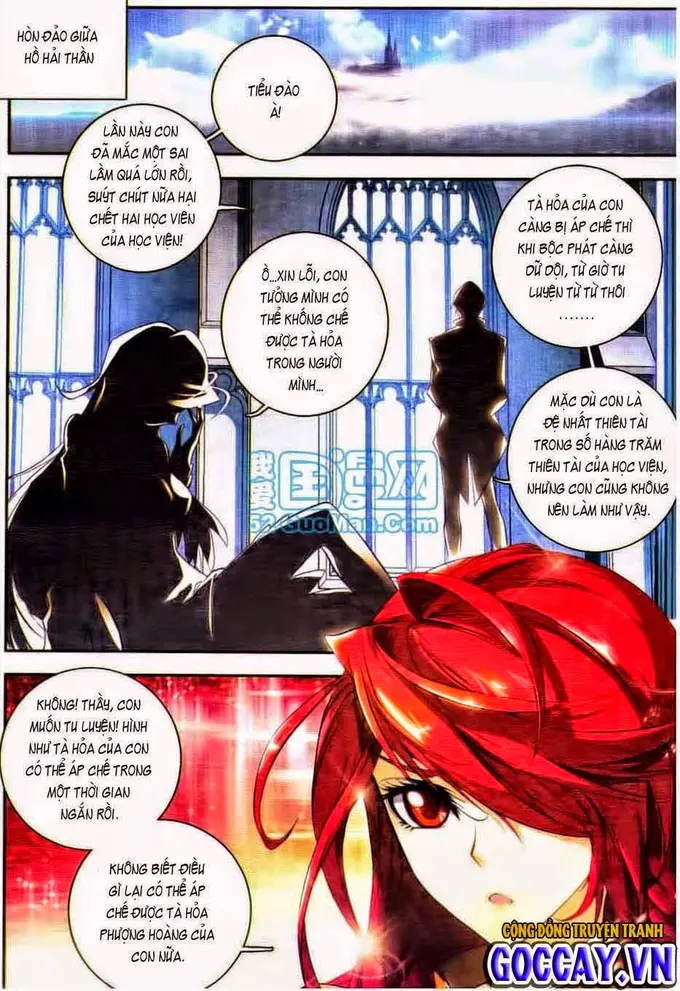 HÒN ĐẢO GIỮA
HỒ HẢI THẦN
TIỂU ĐÀO
À!
LẦN NÀY CON
ĐÃ MẮC MỘT SAI
LẦM QUÁ LỚN RỒI,
SUÝT CHÚT NỮA HẠI
CHẾT HAI HỌC VIÊN
CỦA HỌC VIỆN!
Ồ...XIN LỖI, CON
TƯỞNG MÌNH CÓ
THỂ KHỐNG CHẾ
ĐƯỢC TÀ HỎA
TRONG NGƯỜI
MÌNH...
TÀ HỎA CỦA CON
CÀNG BỊ ÁP CHẾ THÌ
KHI BỘC PHÁT CÀNG
DỮ DỘI, TỪ GIỜ TU
LUYỆN TỪ TỪ THÔI
.......
MẶC DÙ CON LÀ
ĐỆ NHẤT THIÊN TÀI
TRONG SỐ HÀNG TRĂM
THIÊN TÀI CỦA HỌC VIỆN,
NHƯNG CON CŨNG KHÔNG
NÊN LÀM NHƯ VẬY.
我爱国漫网
51GuoMan.Com
KHÔNG! THẦY, CON
MUỐN TU LUYỆN! HÌNH
NHƯ TÀ HỎA CỦA CON
CÓ THỂ ÁP CHẾ TRONG
MỘT THỜI GIAN
NGẮN RỒI.
KHÔNG BIẾT ĐIỀU
GÌ LẠI CÓ THỂ ÁP
CHẾ ĐƯỢC TÀ HỎA
PHƯỢNG HOÀNG CỦA
CON NỮA.
CỘNG ĐỒNG TRUYỆN TRANH
GOCCAY.VN